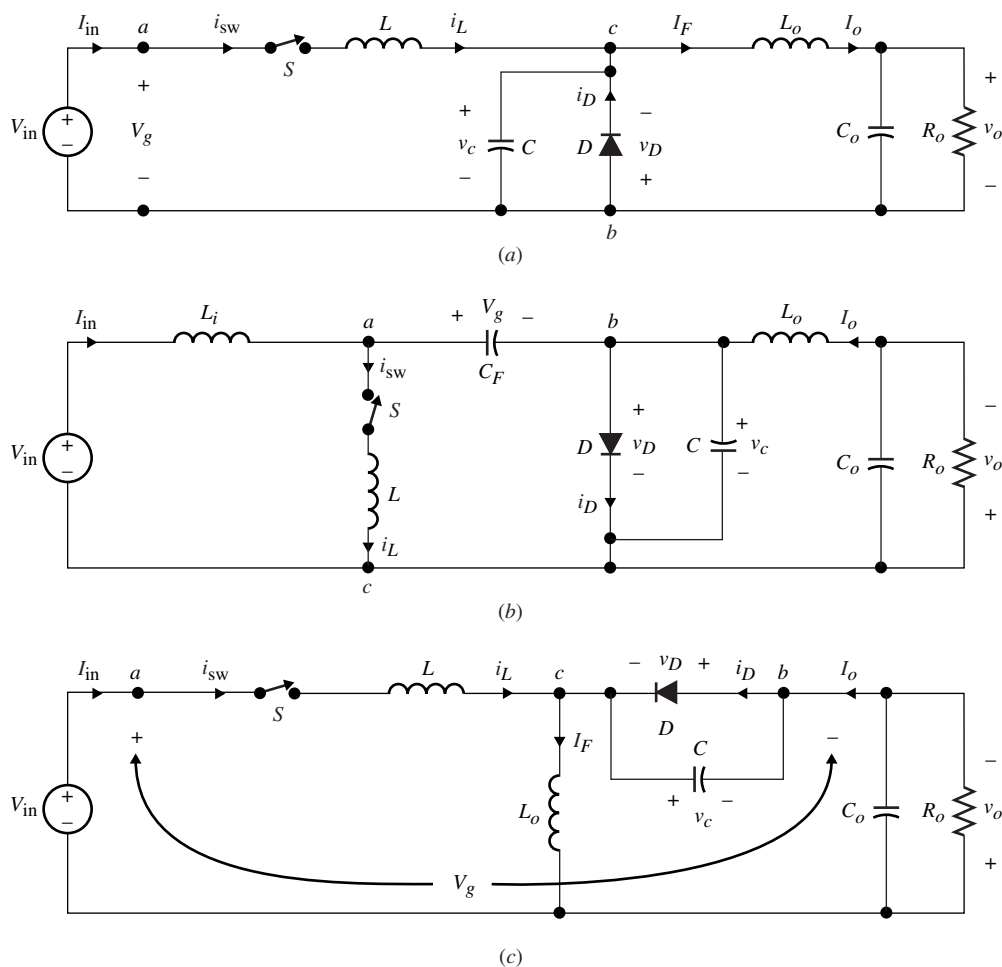 I_in a i_sw L i_L c I_F L_o I_o
S
+ + i_D − +
V_in + − V_g v_c C D v_D C_o R_o v_o
− − + −
b
(a)
I_in L_i a + V_g − b L_o I_o
i_sw C_F
S + + −
V_in + − D v_D C v_c C_o R_o v_o
L − − +
i_D
i_L
c
(b)
I_in a i_sw L i_L c − v_D + i_D b I_o
S D
+ I_F C − −
V_in + − L_o + v_c − C_o R_o v_o
+
V_g
(c)